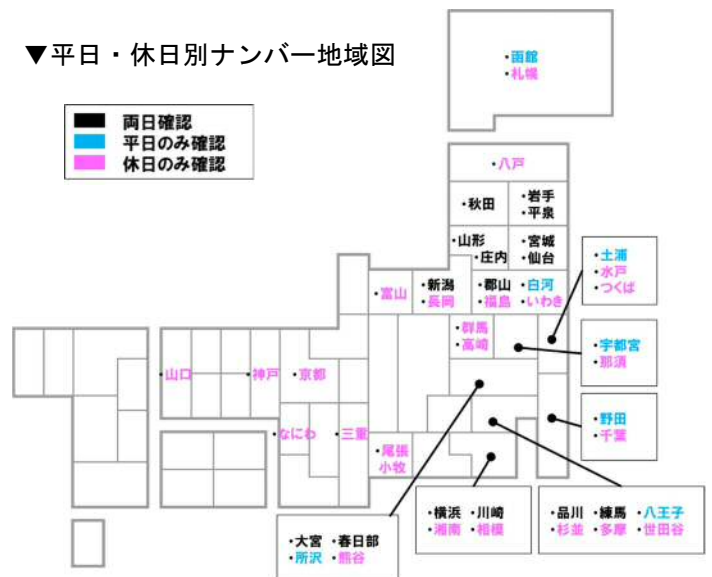 ▼平日・休日別ナンバー地域図
両日確認
平日のみ確認
休日のみ確認
・函館
・札幌
・八戸
・秋田
・岩手
・平泉
・山形
・庄内
・宮城
・仙台
・富山
・新潟
・長岡
・郡山 ・白河
・福島 ・いわき
・土浦
・水戸
・つくば
・群馬
・高崎
・宇都宮
・那須
・山口
・神戸
・京都
・野田
・千葉
・なにわ
・三重
・尾張
小牧
・大宮 ・春日部
・所沢 ・熊谷
・横浜 ・川崎
・湘南 ・相模
・品川 ・練馬 ・八王子
・杉並 ・多摩 ・世田谷